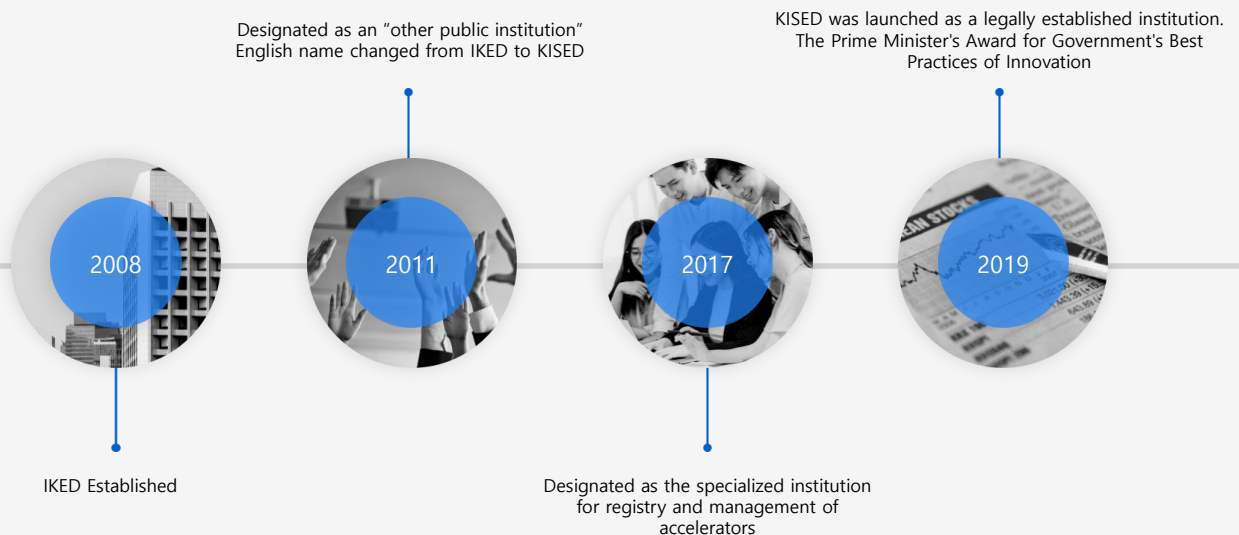 Designated as an "other public institution"
English name changed from IKED to KISED
KISED was launched as a legally established institution.
The Prime Minister's Award for Government's Best
Practices of Innovation
2008
2011
2017
2019
EAN STOCKS
IKED Established
Designated as the specialized institution
for registry and management of
accelerators